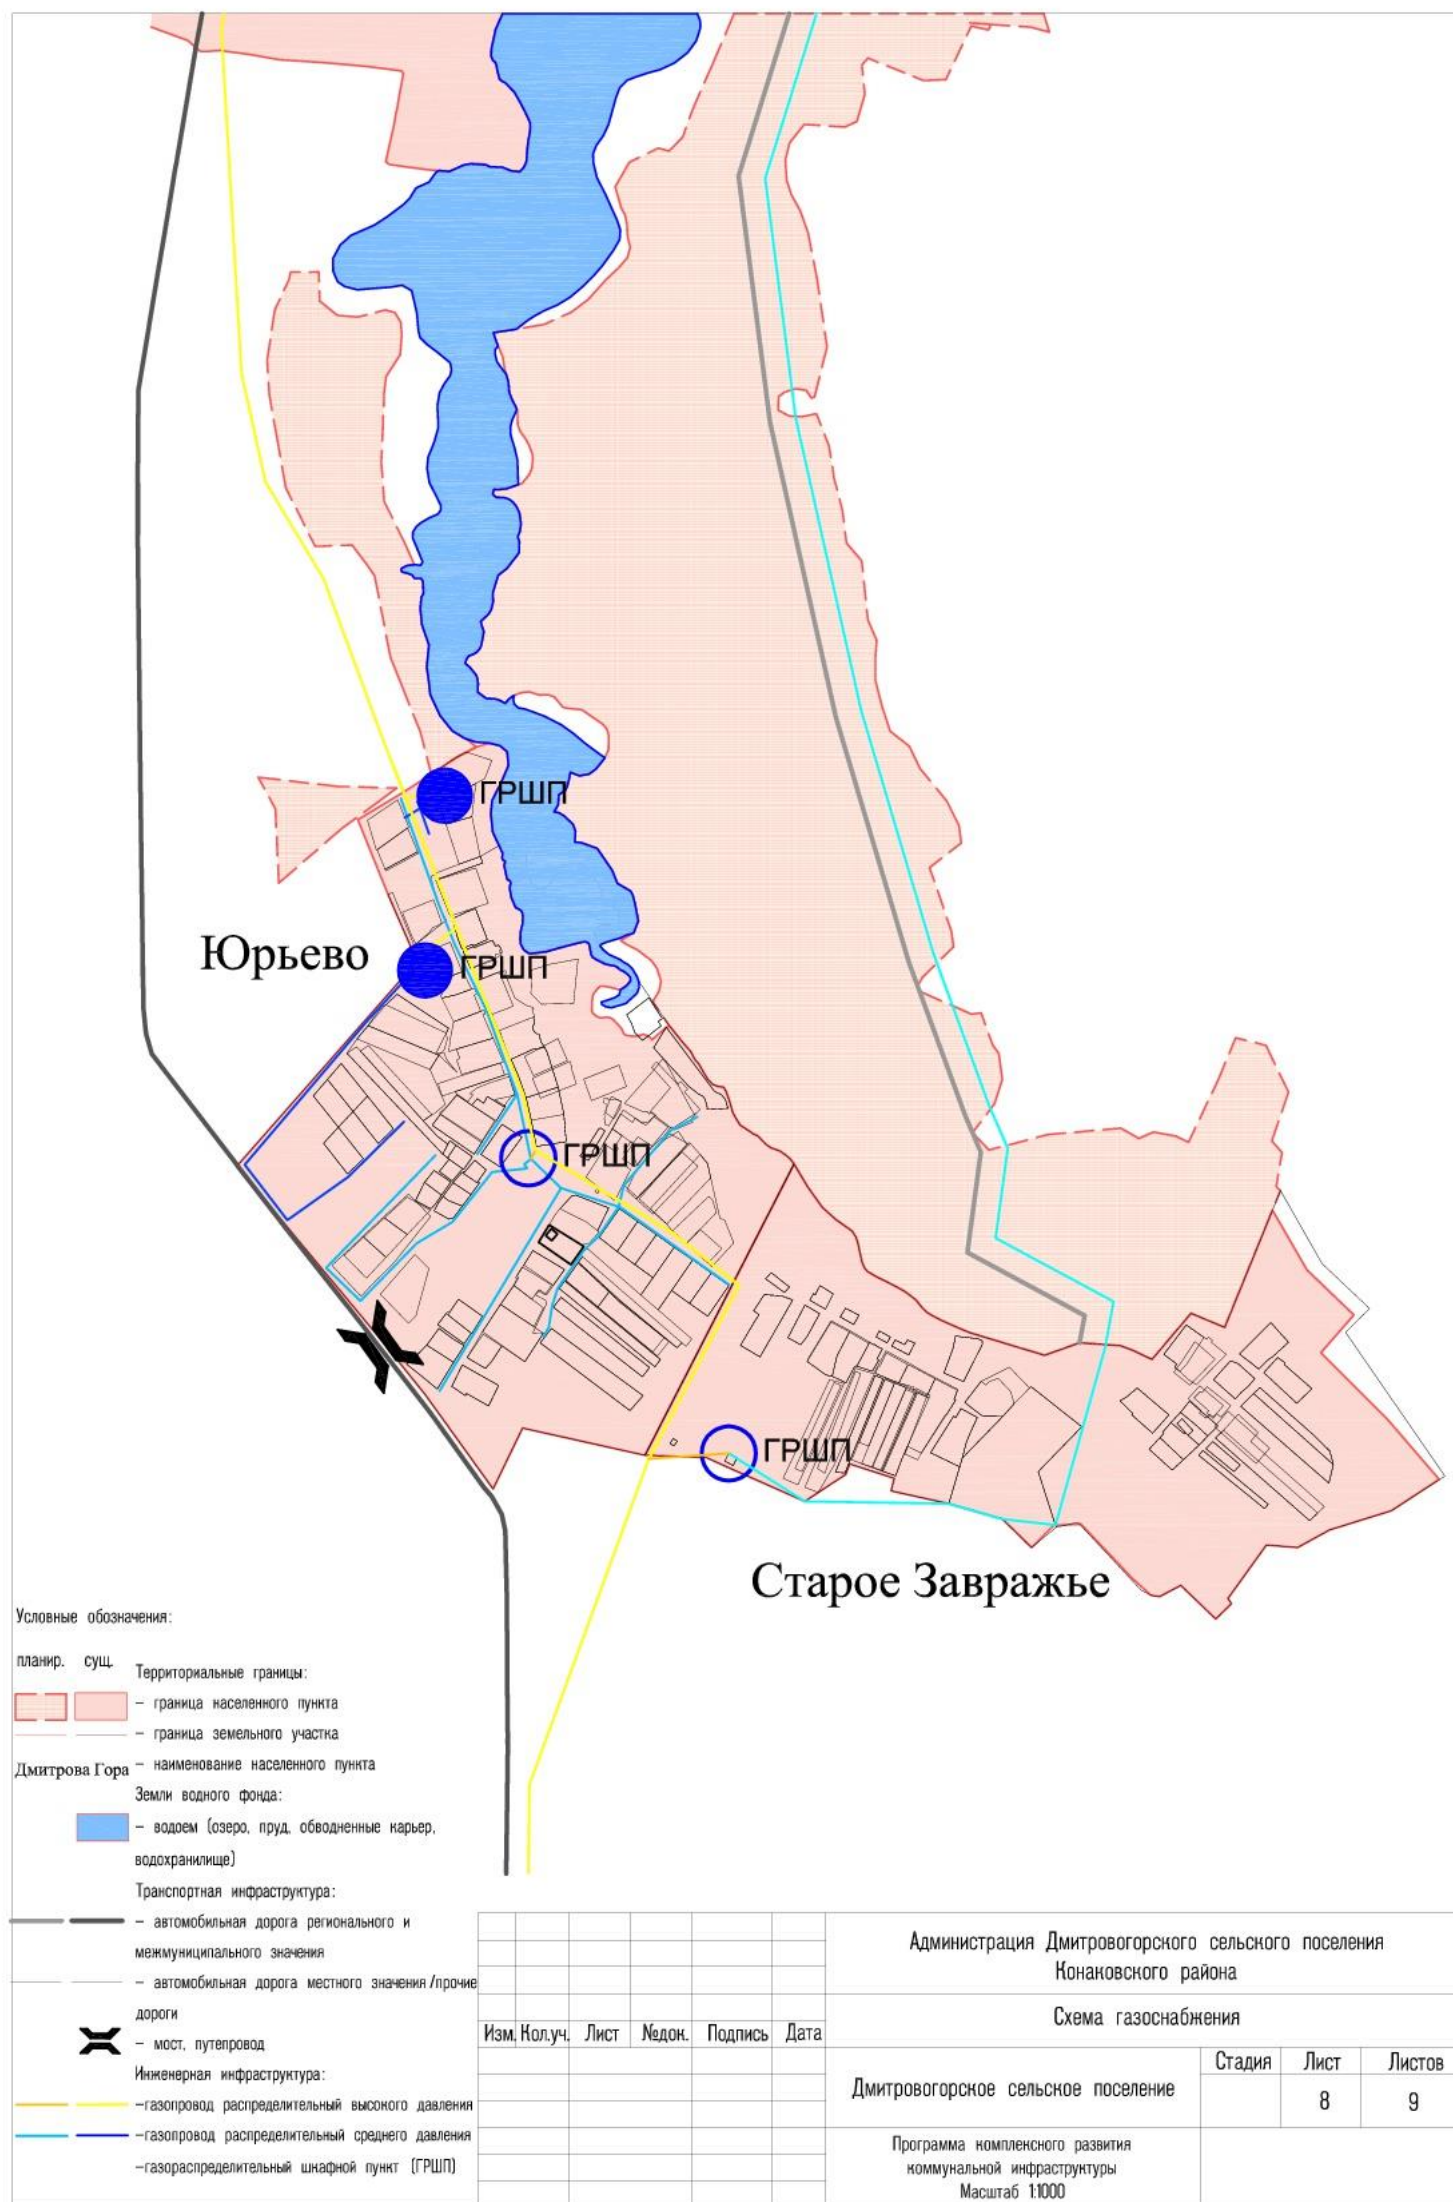 ГРШП
Юрьево
ГРШП
ГРШП
ГРШП
Старое Завражье
Условные обозначения:
планир. сущ.
Территориальные границы:
- граница населенного пункта
- граница земельного участка
Дмитрова Гора
- наименование населенного пункта
Земли водного фонда:
- водоем (озеро, пруд, обводненные карьер,
водохранилище)
Транспортная инфраструктура:
- автомобильная дорога регионального и
межмуниципального значения
- автомобильная дорога местного значения/прочие
дороги
- мост, путепровод
Инженерная инфраструктура:
-газопровод распределительный высокого давления
-газопровод распределительный среднего давления
-газораспределительный шкафной пункт (ГРШП)
Изм. Кол.уч. Лист №док. Подпись Дата
Администрация Дмитровогорского сельского поселения
Конаковского района
Схема газоснабжения
Дмитровогорское сельское поселение
Стадия Лист Листов
8 9
Программа комплексного развития
коммунальной инфраструктуры
Масштаб 1:1000